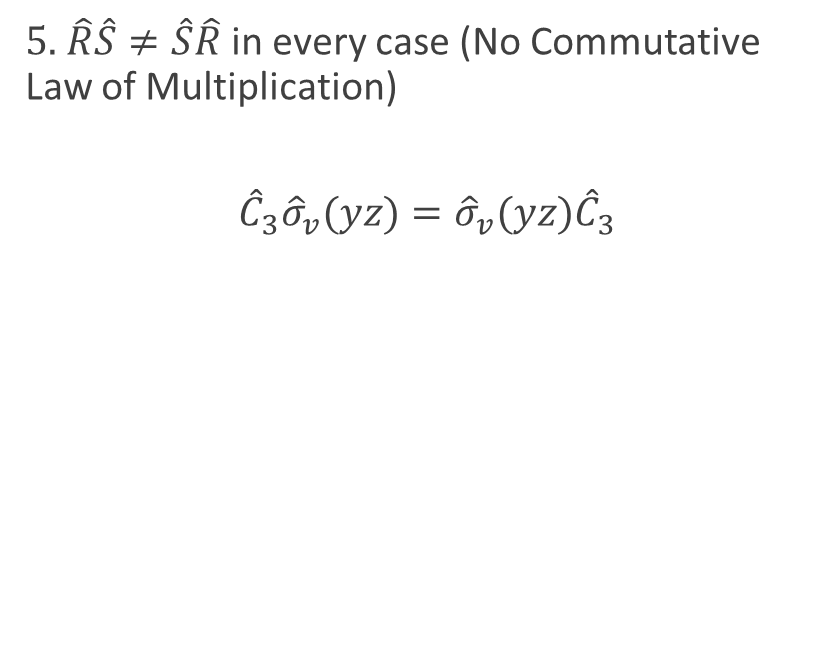 5. R̂Ŝ ≠ ŜR̂ in every case (No Commutative
Law of Multiplication)
Ĉ₃σ̂ᵥ(yz) = σ̂ᵥ(yz)Ĉ₃